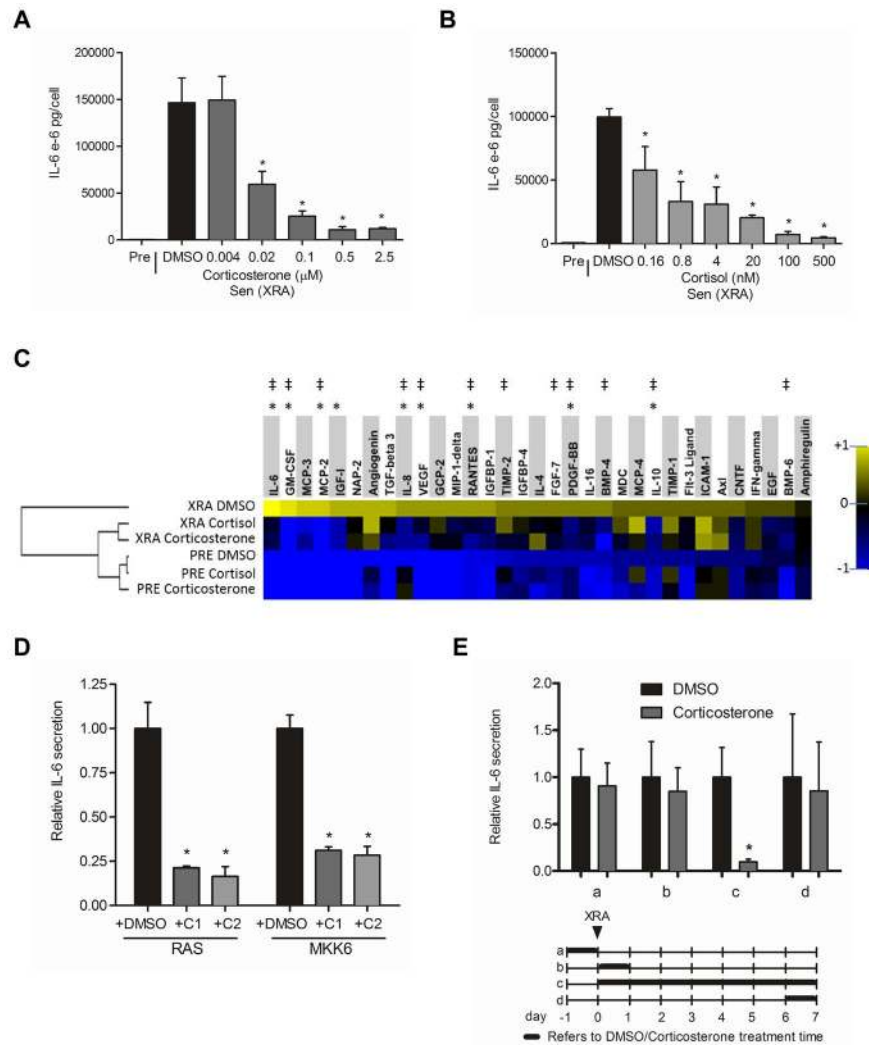 A
200000
150000
100000
50000
0
IL-6 e-6 pg/cell
* * * *
Pre DMSO 0.004 0.02 0.1 0.5 2.5
Corticosterone (μM)
Sen (XRA)
B
150000
100000
50000
0
IL-6 e-6 pg/cell
* * * * * *
Pre DMSO 0.16 0.8 4 20 100 500
Cortisol (nM)
Sen (XRA)
C
‡ ‡ ‡ ‡ ‡ ‡ ‡ ‡ ‡ ‡ ‡ ‡
* * * * * * * * *
IL-6
GM-CSF
MCP-3
MCP-2
IGF-I
NAP-2
Angiogenin
TGF-beta 3
IL-8
VEGF
GCP-2
MIP-1-delta
RANTES
IGFBP-1
TIMP-2
IGFBP-4
IL-4
FGF-7
PDGF-BB
IL-16
BMP-4
MDC
MCP-4
IL-10
TIMP-1
Flt-3 Ligand
ICAM-1
Axl
CNTF
IFN-gamma
EGF
BMP-6
Amphiregulin
XRA DMSO
XRA Cortisol
XRA Corticosterone
PRE DMSO
PRE Cortisol
PRE Corticosterone
+1
0
-1
D
1.25
1.00
0.75
0.50
0.25
0.00
Relative IL-6 secretion
* * * *
+DMSO +C1 +C2 +DMSO +C1 +C2
RAS MKK6
E
2.0
1.5
1.0
0.5
0.0
Relative IL-6 secretion
DMSO
Corticosterone
*
a b c d
XRA
a
b
c
d
day -1 0 1 2 3 4 5 6 7
Refers to DMSO/Corticosterone treatment time